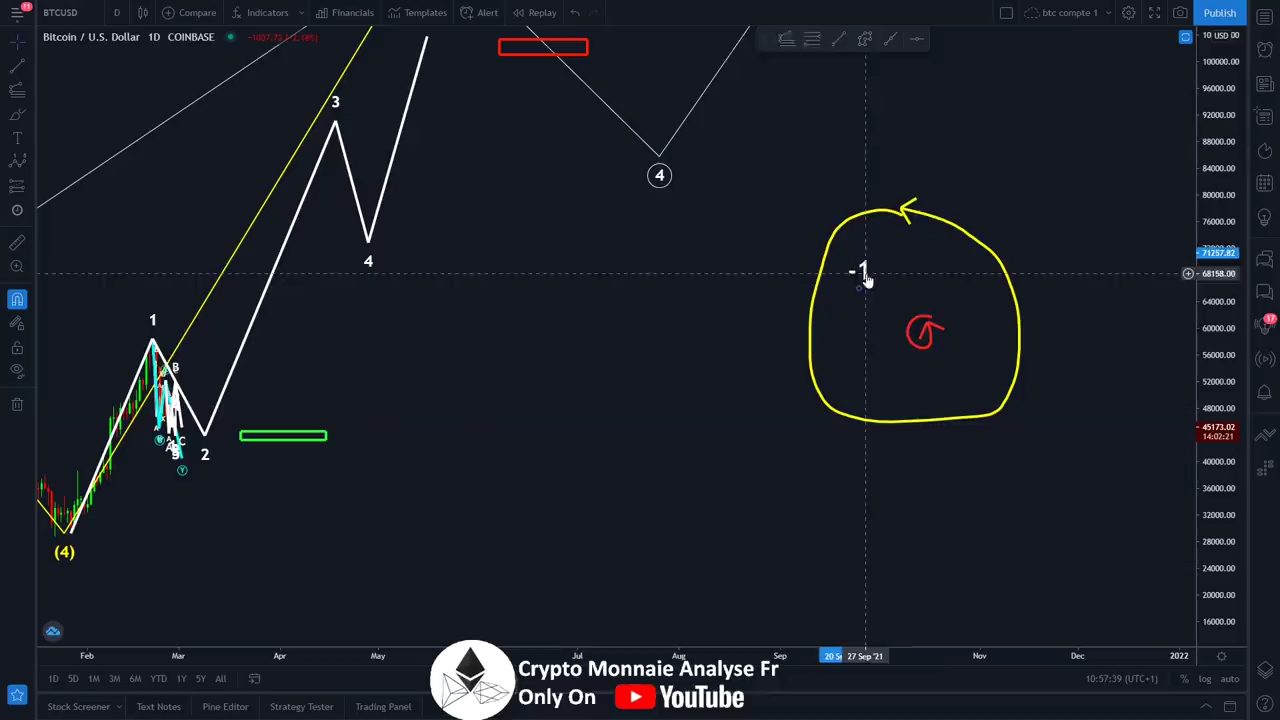 11
BTCUSD D Compare Indicators Financials Templates Alert Replay btc compte 1 Publish
Bitcoin / U.S. Dollar 1D COINBASE
USD 00
100000.00
96000.00
3
92000.00
88000.00
84000.00
4
80000.00
76000.00
71257.82
4
-1
68158.00
64000.00
17
1
60000.00
56000.00
B
52000.00
48000.00
45173.02
14:02:21
C
2
40000.00
Y
36000.00
32000.00
(4)
28000.00
24000.00
20000.00
16000.00
Feb Mar Apr May Jul Aug Sep 27 Sep '21 Nov Dec 2022
Crypto Monnaie Analyse Fr
1D 5D 1M 3M 6M YTD 1Y 5Y All
10:57:39 (UTC+1) % log auto
Only On YouTube
Stock Screener Text Notes Pine Editor Strategy Tester Trading Panel